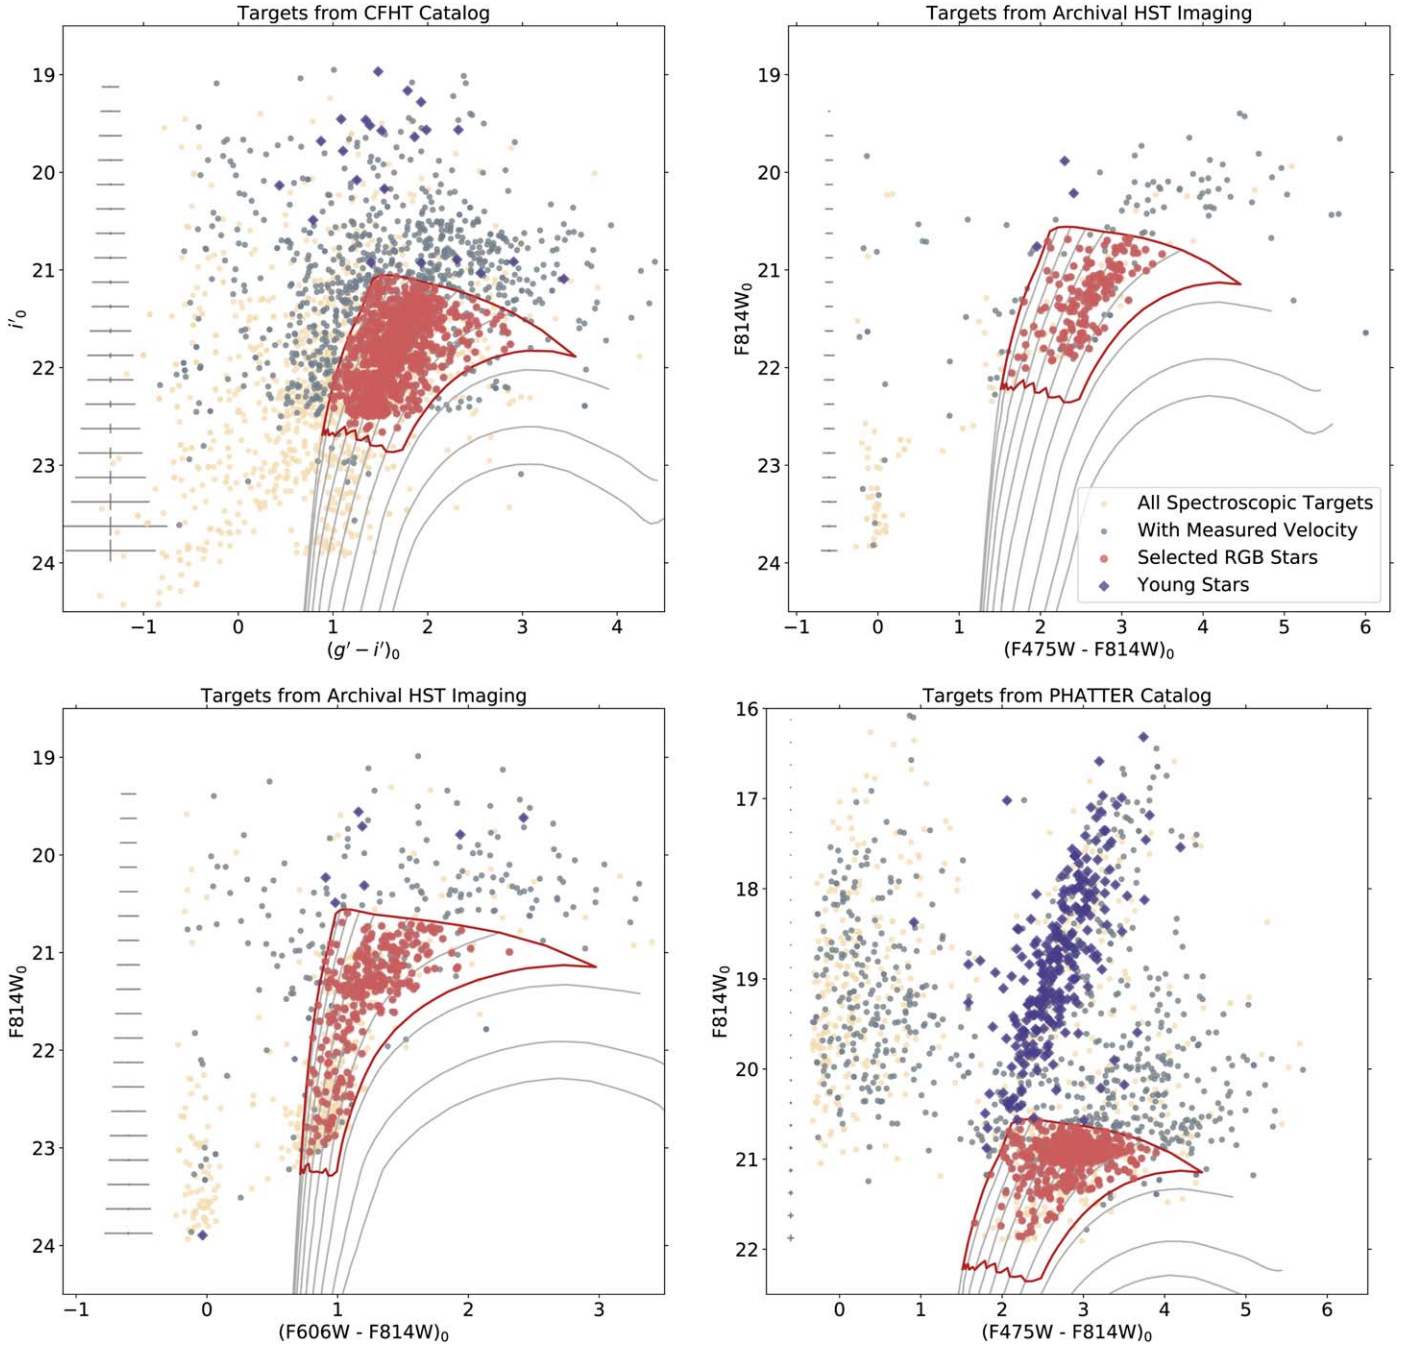 Targets from CFHT Catalog
19
20
21
22
23
24
i'0
−1 0 1 2 3 4
(g' − i')0
Targets from Archival HST Imaging
19
20
21
22
23
24
F814W0
All Spectroscopic Targets
With Measured Velocity
Selected RGB Stars
Young Stars
−1 0 1 2 3 4 5 6
(F475W - F814W)0
Targets from Archival HST Imaging
19
20
21
22
23
24
F814W0
−1 0 1 2 3
(F606W - F814W)0
Targets from PHATTER Catalog
16
17
18
19
20
21
22
F814W0
0 1 2 3 4 5 6
(F475W - F814W)0